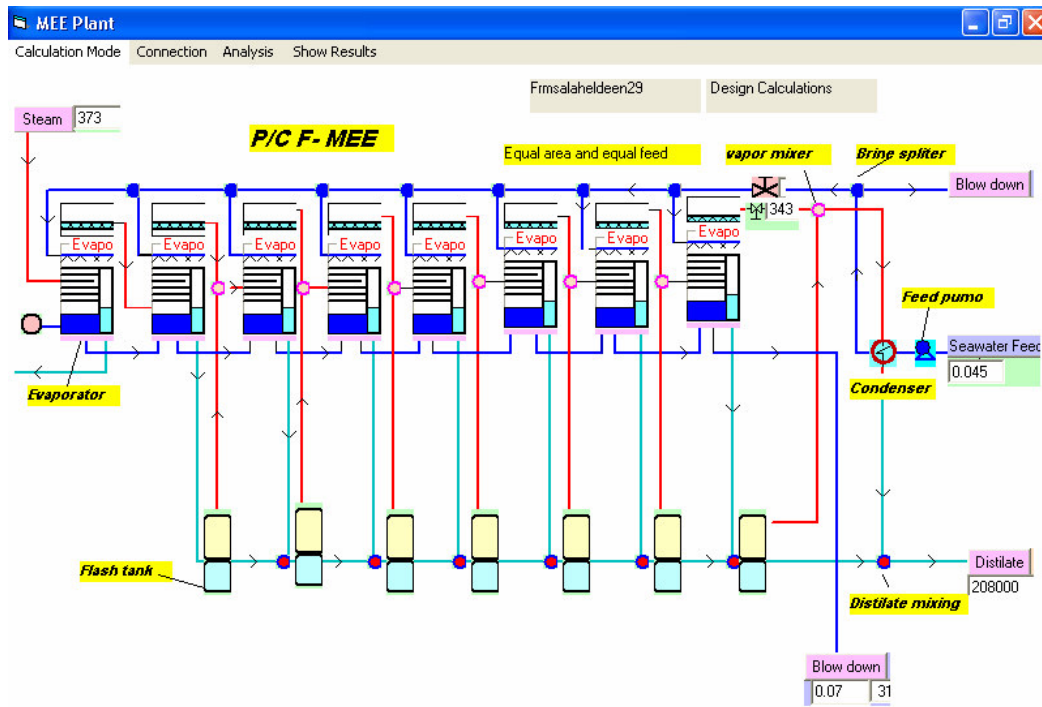 MEE Plant
Calculation Mode Connection Analysis Show Results
Frmsalaheldeen29 Design Calculations
Steam 373
P/C F- MEE
Equal area and equal feed
vapor mixer
Brine spliter
Blow down
343
Evapo Evapo Evapo Evapo Evapo Evapo Evapo Evapo
Feed pumo
Seawater Feed
0.045
Evaporator
Condenser
Flash tank
Distilate
208000
Distilate mixing
Blow down
0.07 31